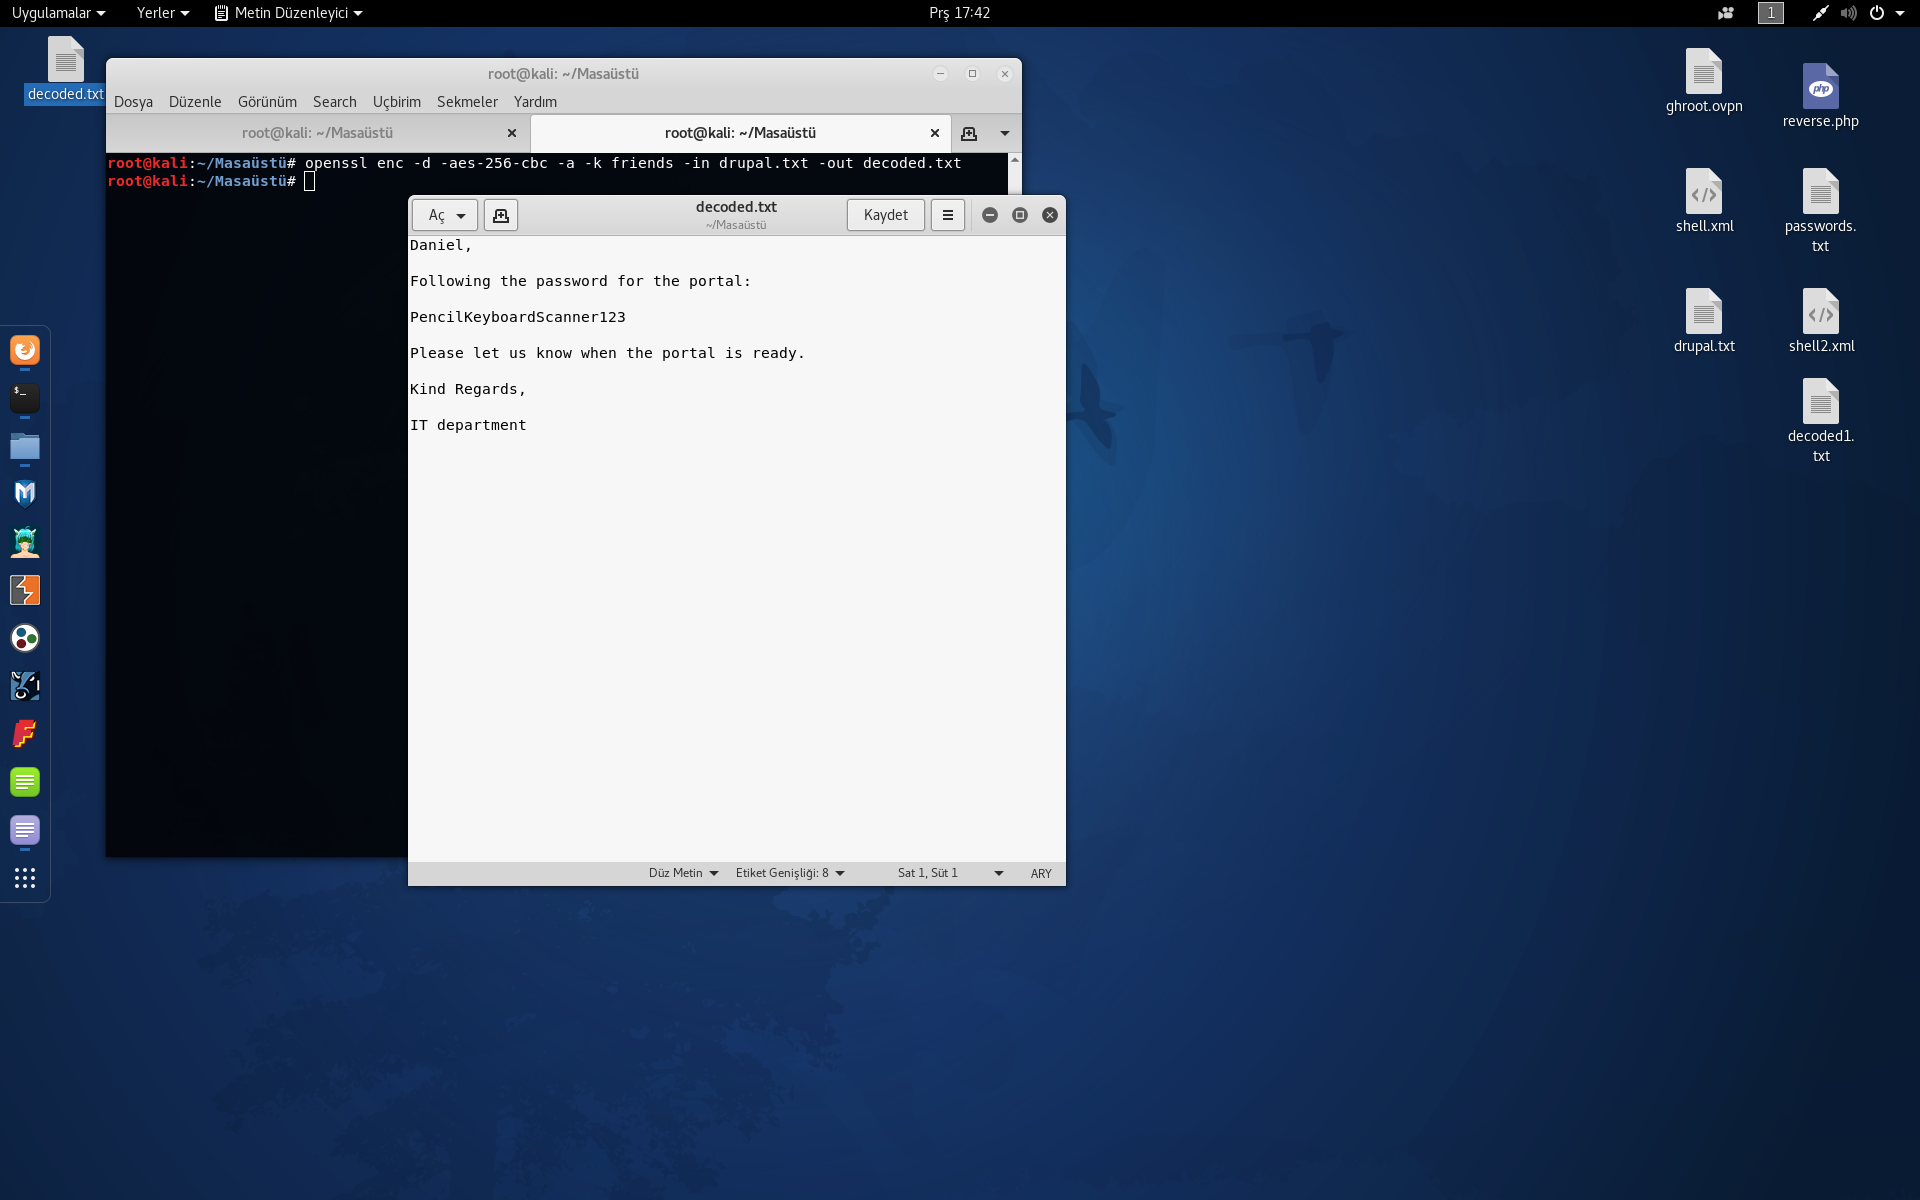 Uygulamalar Yerler Metin Düzenleyici Prş 17:42 1
decoded.txt
root@kali: ~/Masaüstü
Dosya Düzenle Görünüm Search Uçbirim Sekmeler Yardım
root@kali: ~/Masaüstü root@kali: ~/Masaüstü
root@kali:~/Masaüstü# openssl enc -d -aes-256-cbc -a -k friends -in drupal.txt -out decoded.txt
root@kali:~/Masaüstü#
Aç decoded.txt Kaydet
~/Masaüstü
Daniel,
Following the password for the portal:
PencilKeyboardScanner123
Please let us know when the portal is ready.
Kind Regards,
IT department
Düz Metin Etiket Genişliği: 8 Sat 1, Süt 1 ARY
ghroot.ovpn
php
reverse.php
shell.xml
passwords.
txt
drupal.txt
shell2.xml
decoded1.
txt